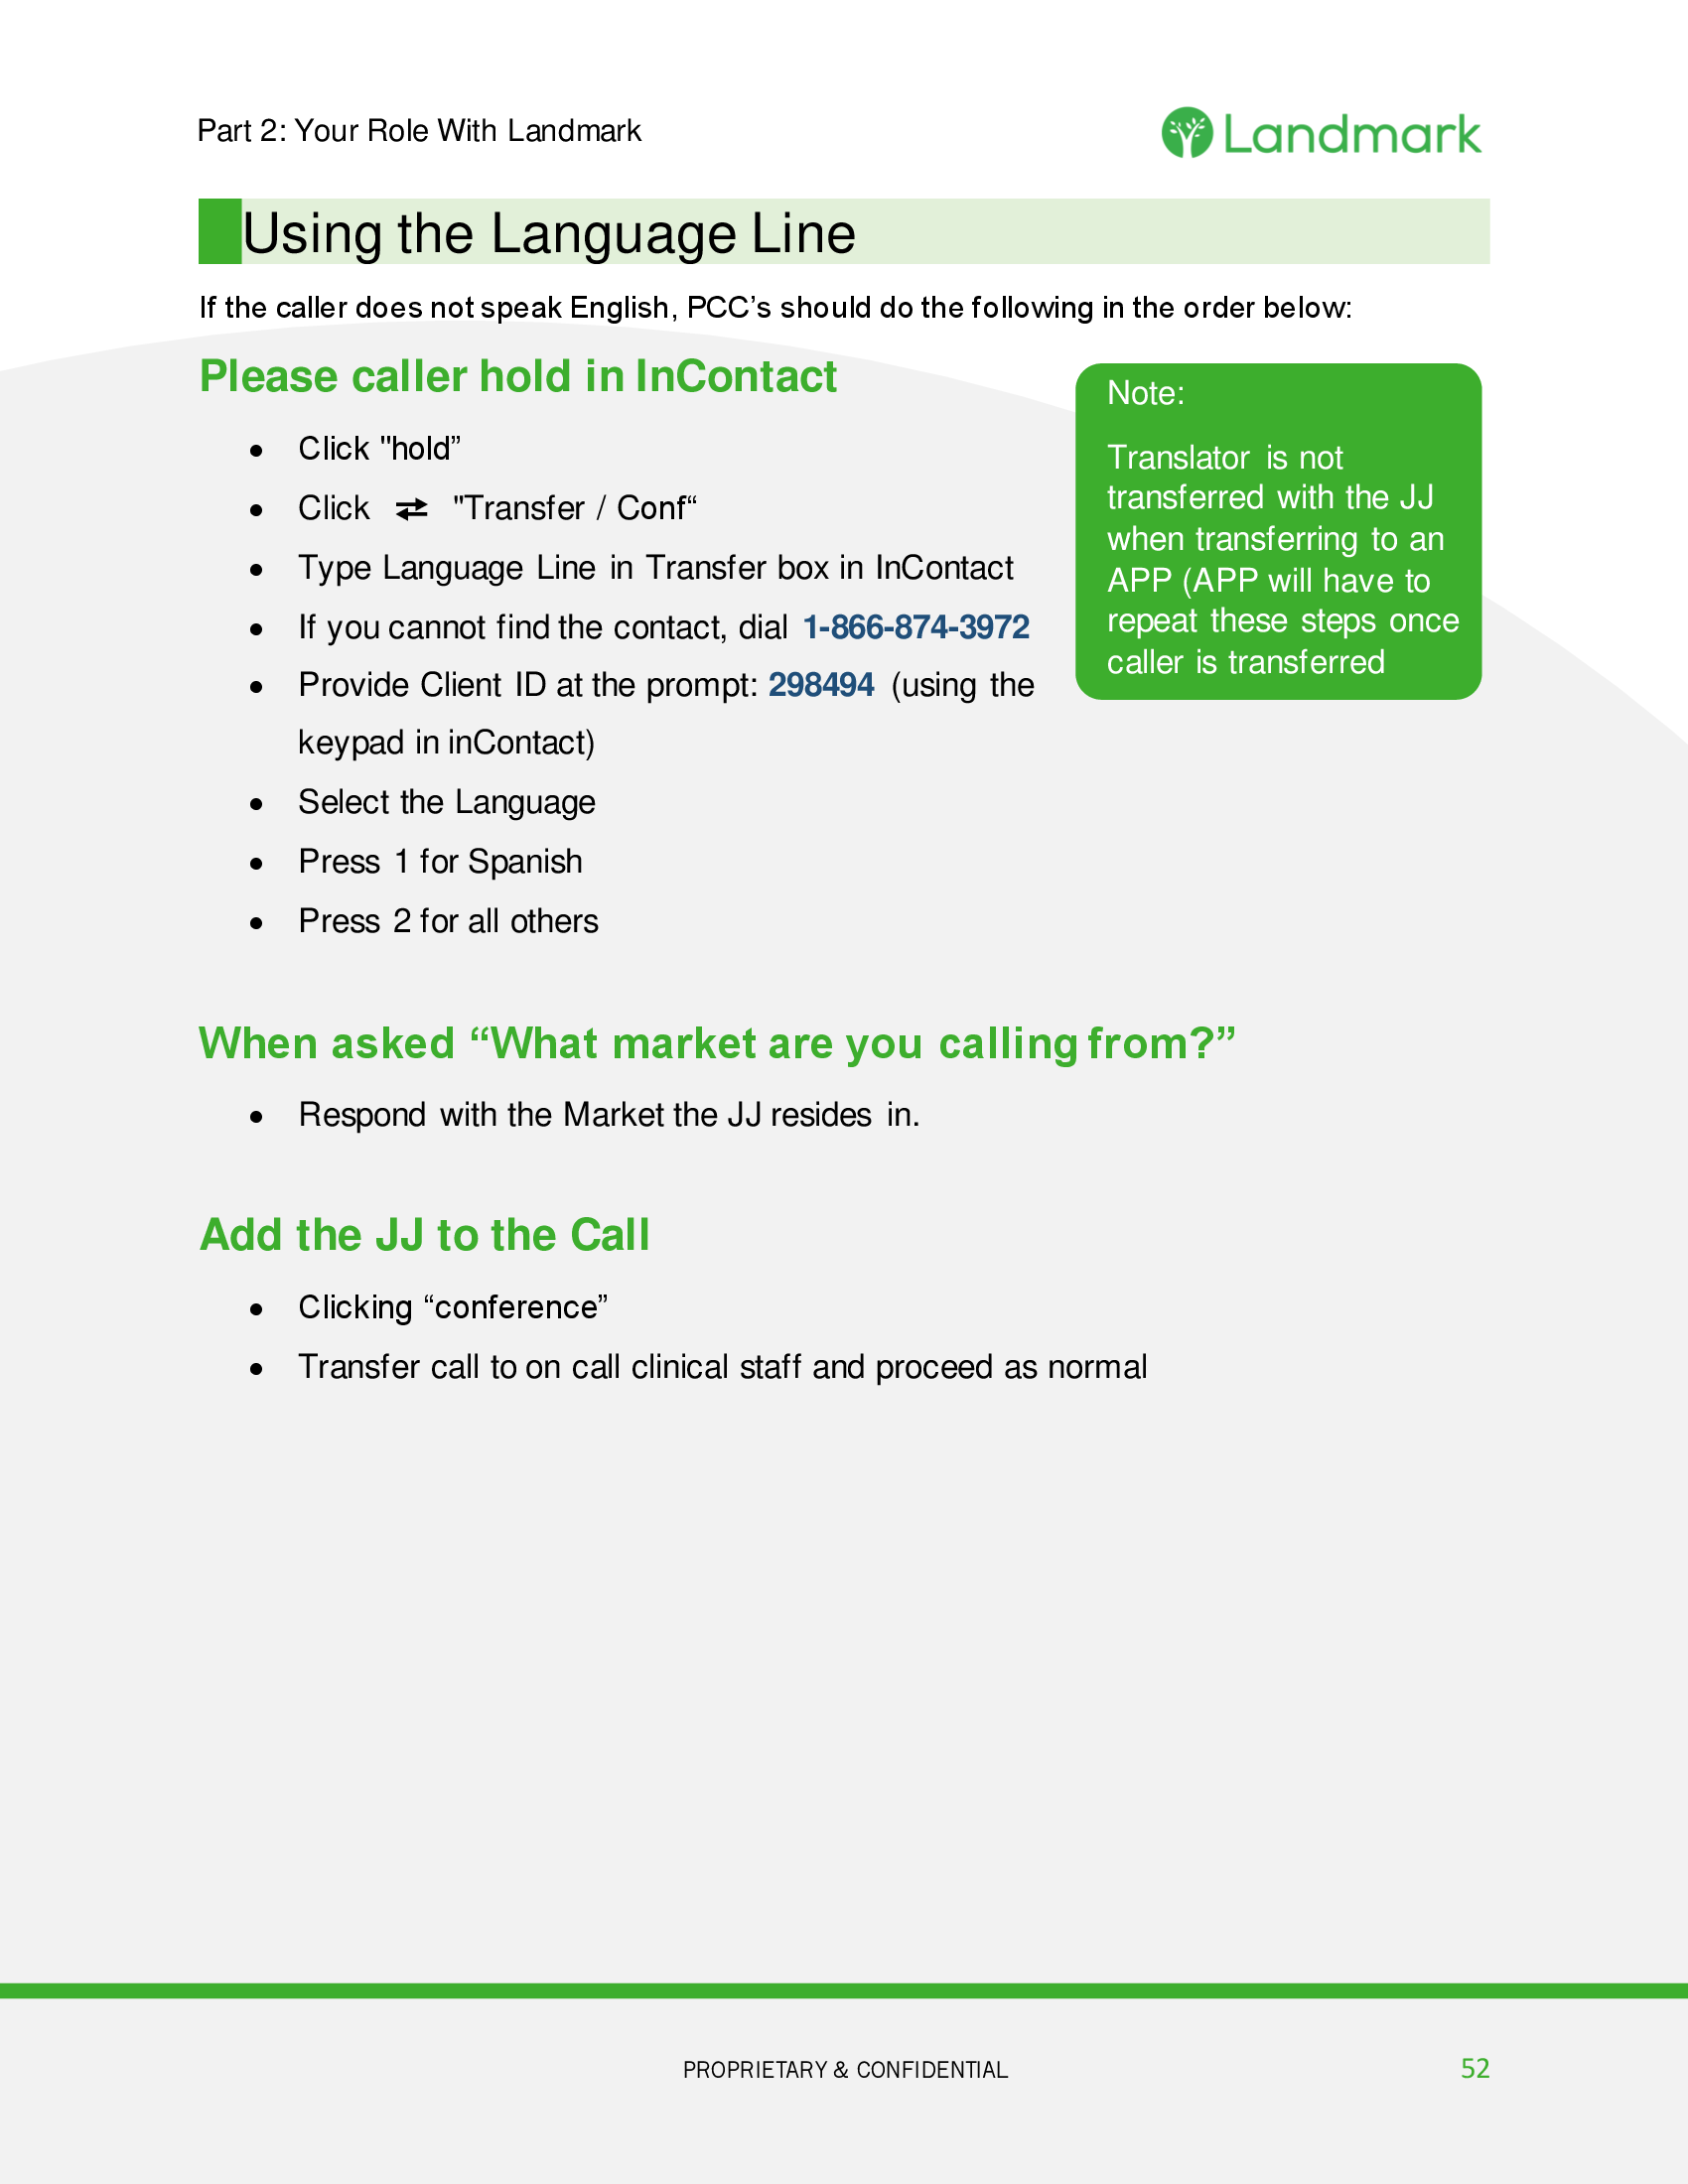 Part 2: Your Role With Landmark
Landmark
Using the Language Line
If the caller does not speak English, PCC’s should do the following in the order below:
Please caller hold in InContact
• Click "hold”
• Click ⇄ "Transfer / Conf“
• Type Language Line in Transfer box in InContact
• If you cannot find the contact, dial 1-866-874-3972
• Provide Client ID at the prompt: 298494 (using the
keypad in inContact)
• Select the Language
• Press 1 for Spanish
• Press 2 for all others
Note:
Translator is not
transferred with the JJ
when transferring to an
APP (APP will have to
repeat these steps once
caller is transferred
When asked “What market are you calling from?”
• Respond with the Market the JJ resides in.
Add the JJ to the Call
• Clicking “conference”
• Transfer call to on call clinical staff and proceed as normal
PROPRIETARY & CONFIDENTIAL
52